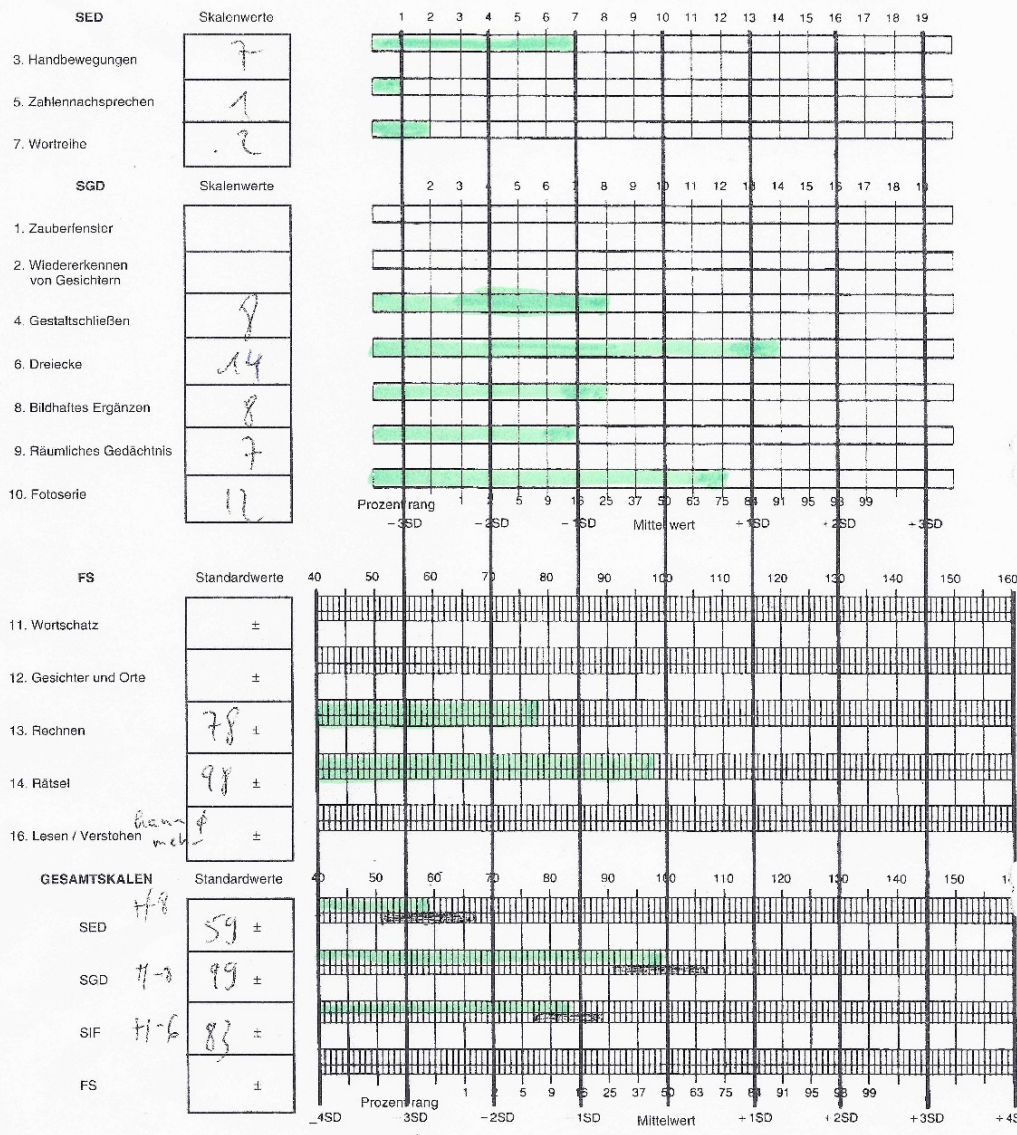 SED Skalenwerte 1 2 3 4 5 6 7 8 9 10 11 12 13 14 15 16 17 18 19
3. Handbewegungen 7
5. Zahlennachsprechen 1
7. Wortreihe . 2
SGD Skalenwerte 2 3 4 5 6 7 8 9 10 11 12 13 14 15 16 17 18 19
1. Zauberfenster
2. Wiedererkennen
von Gesichtern
4. Gestaltschließen 8
6. Dreiecke 14
8. Bildhaftes Ergänzen 8
9. Räumliches Gedächtnis 7
10. Fotoserie 12
Prozentrang 1 2 5 9 16 25 37 50 63 75 84 91 95 98 99
-3SD -2SD -1SD Mittelwert +1SD +2SD +3SD
FS Standardwerte 40 50 60 70 80 90 100 110 120 130 140 150 160
11. Wortschatz ±
12. Gesichter und Orte ±
13. Rechnen 78 ±
14. Rätsel 98 ±
16. Lesen / Verstehen ±
GESAMTSKALEN Standardwerte 40 50 60 70 80 90 100 110 120 130 140 150
SED +/-8 59 ±
SGD +/-8 99 ±
SIF +/-6 83 ±
FS ±
Prozentrang 1 2 5 9 16 25 37 50 63 75 84 91 95 98 99
-4SD -3SD -2SD -1SD Mittelwert +1SD +2SD +3SD +4S